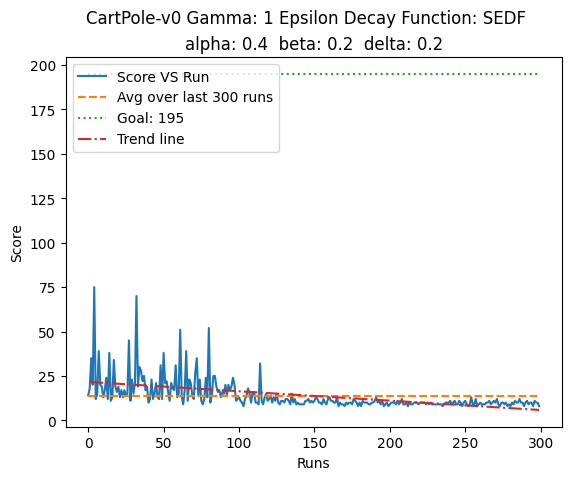 CartPole-v0 Gamma: 1 Epsilon Decay Function: SEDF
alpha: 0.4 beta: 0.2 delta: 0.2
Score VS Run
Avg over last 300 runs
Goal: 195
Trend line
200
175
150
125
100
75
50
25
0
Score
0
50
100
150
200
250
300
Runs